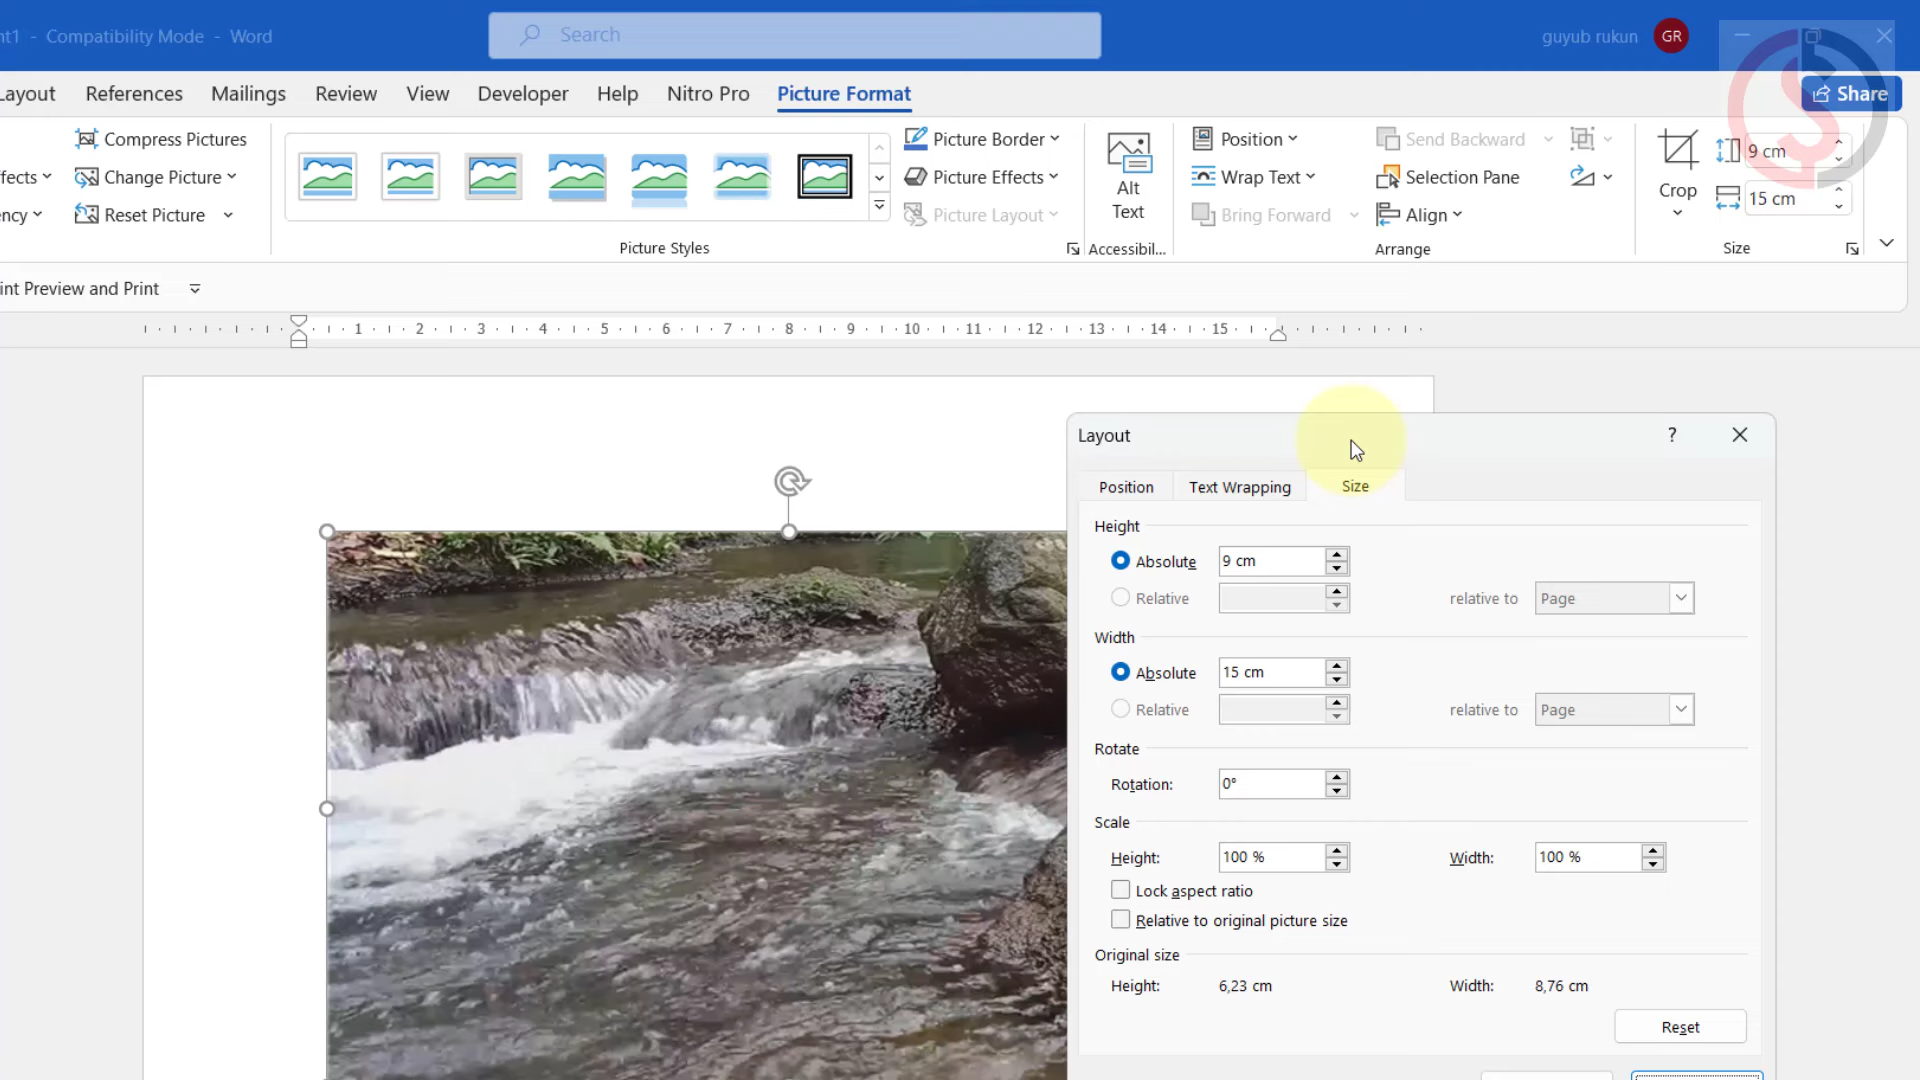 nt1 - Compatibility Mode - Word
Search
guyub rukun
GR
Layout
References
Mailings
Review
View
Developer
Help
Nitro Pro
Picture Format
Share
Compress Pictures
ffects
Change Picture
ency
Reset Picture
Picture Styles
Picture Border
Picture Effects
Picture Layout
Alt
Text
Accessibil...
Position
Wrap Text
Bring Forward
Send Backward
Selection Pane
Align
Arrange
Crop
9 cm
15 cm
Size
int Preview and Print
1 2 3 4 5 6 7 8 9 10 11 12 13 14 15
Layout
?
Position
Text Wrapping
Size
Height
Absolute
9 cm
Relative
relative to
Page
Width
Absolute
15 cm
Relative
relative to
Page
Rotate
Rotation:
0°
Scale
Height:
100 %
Width:
100 %
Lock aspect ratio
Relative to original picture size
Original size
Height:
6,23 cm
Width:
8,76 cm
Reset